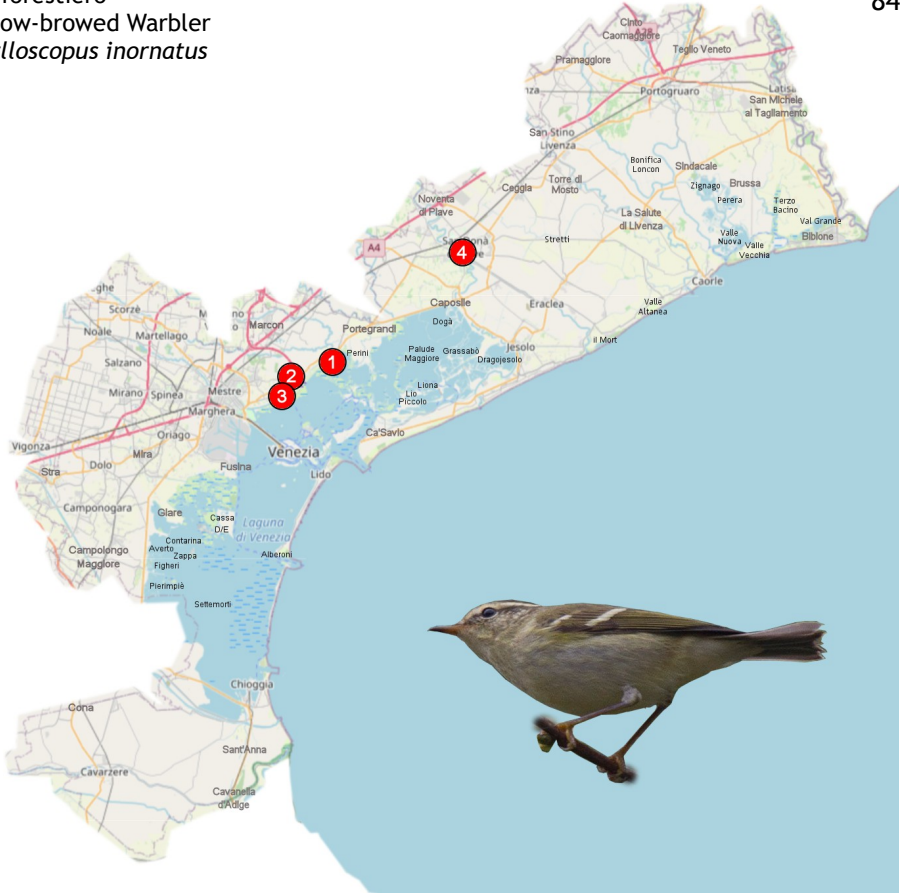 forestiero
ow-browed Warbler
lloscopus inornatus
84
Cinto
Caomaggiore
A28
Teglio Veneto
Pramaggiore
Portogruaro
Latisa
San Michele
al Tagliamento
San Stino
Livenza
Bonifica
Loncon
Sindacale
Torre di
Mosto
Ceggia
Zignago
Brussa
Perera
Terzo
Bacino
Noventa
di Piave
La Salute
di Livenza
Val Grande
Bibione
A4
4
Stretti
Valle
Nuova
Valle
Vecchia
Caorle
Caposile
Eraclea
Valle
Altanea
Scorzè
Noale
Martellago
Marcon
Portegrandi
Dogà
Jesolo
il Mort
Salzano
1
Perini
Palude
Maggiore
Grassabò
Dragojesolo
2
3
Mirano
Spinea
Mestre
Marghera
Liona
Lio
Piccolo
Oriago
Ca'Savio
Vigonza
Mira
Venezia
Stra
Dolo
Fusina
Lido
Camponogara
Giare
Cassa
D/E
Laguna
di Venezia
Contarina
Campolongo
Maggiore
Averto
Zappa
Figheri
Alberoni
Pierimpiè
Settemorti
Chioggia
Cona
Sant'Anna
Cavarzere
Cavanella
d'Adige